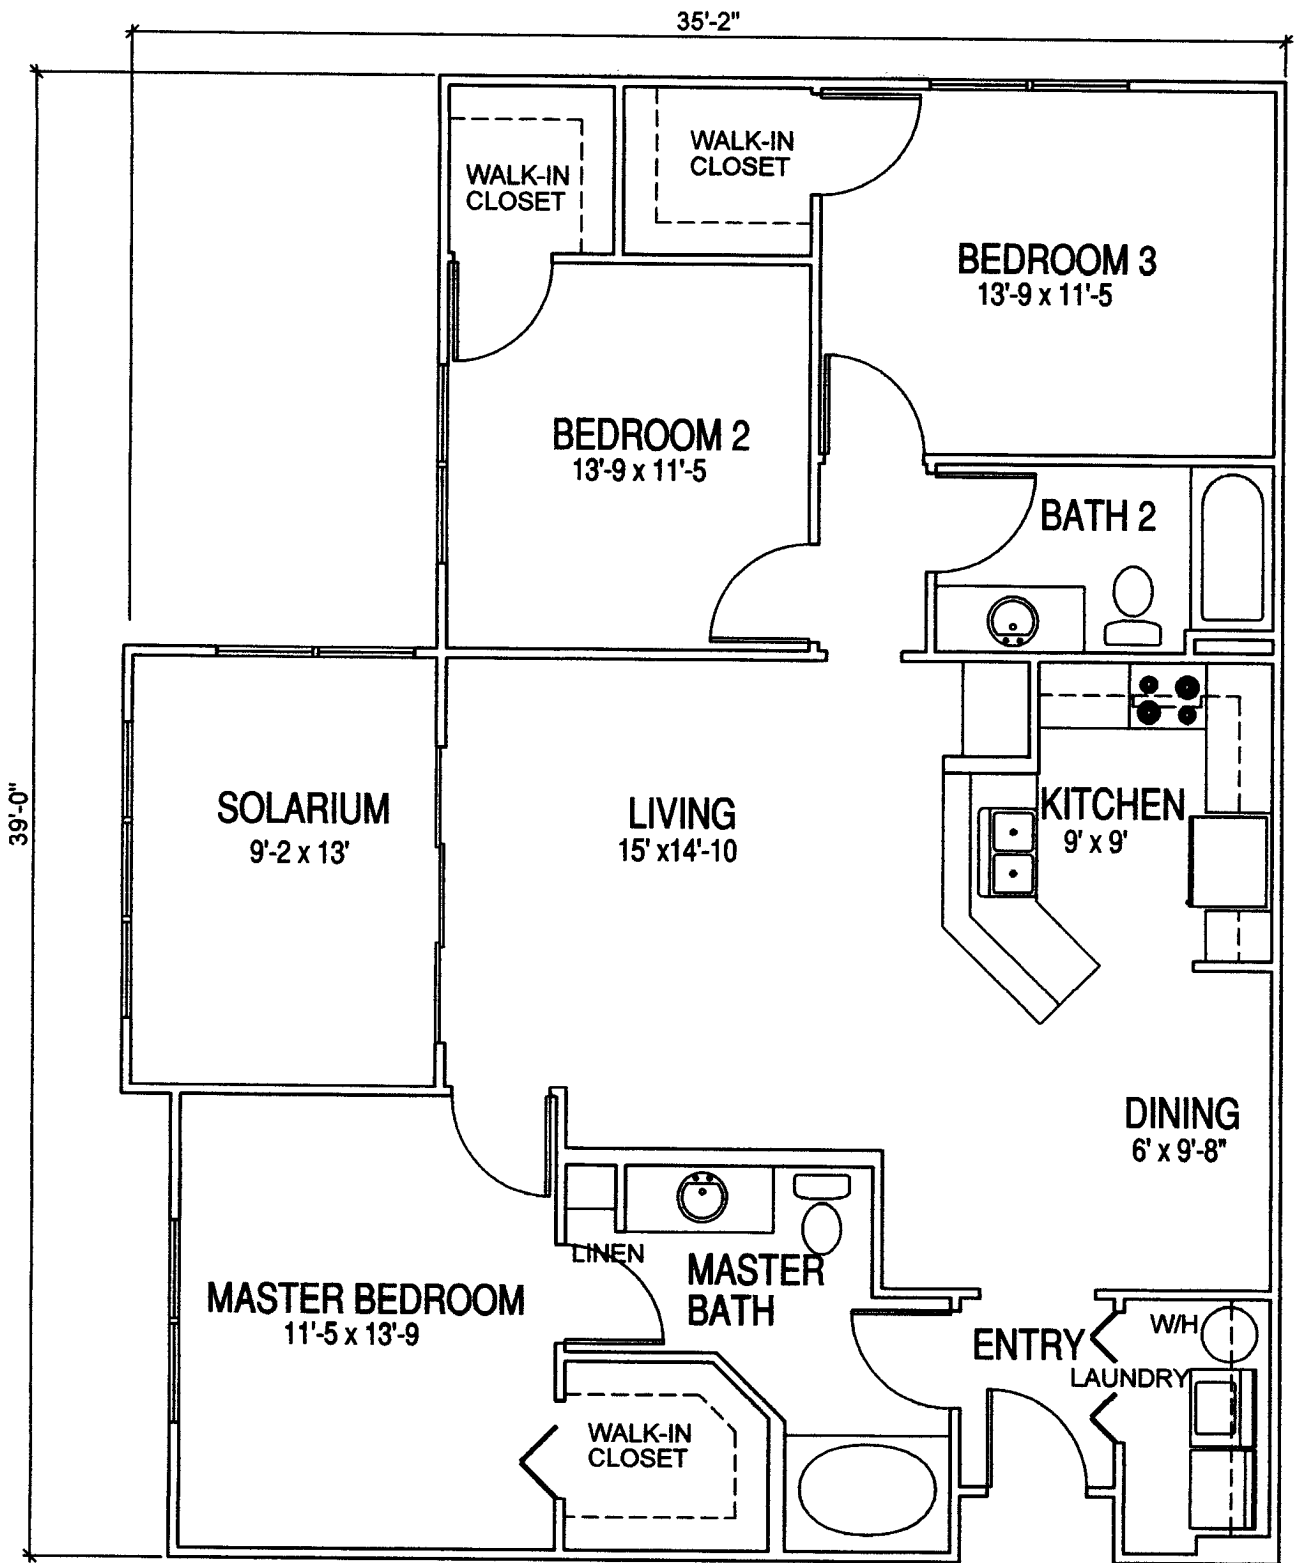 35'-2"
WALK-IN
CLOSET
WALK-IN
CLOSET
BEDROOM 3
13'-9 x 11'-5
BEDROOM 2
13'-9 x 11'-5
BATH 2
39'-0"
SOLARIUM
9'-2 x 13'
LIVING
15' x14'-10
KITCHEN
9' x 9'
DINING
6' x 9'-8"
LINEN
MASTER
BATH
MASTER BEDROOM
11'-5 x 13'-9
ENTRY
W/H
LAUNDRY
WALK-IN
CLOSET